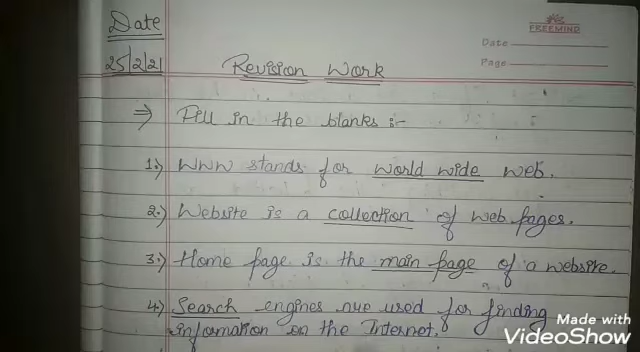 Date
25/2/21
FREEMIND
Date
Page
Revision Work
⇒ Fill in the blanks :-
1.) WWW stands for world wide web.
2.) Website is a collection of web pages.
3.) Home page is the main page of a website.
4.) Search engines are used for finding
information on the Internet.
Made with
VideoShow